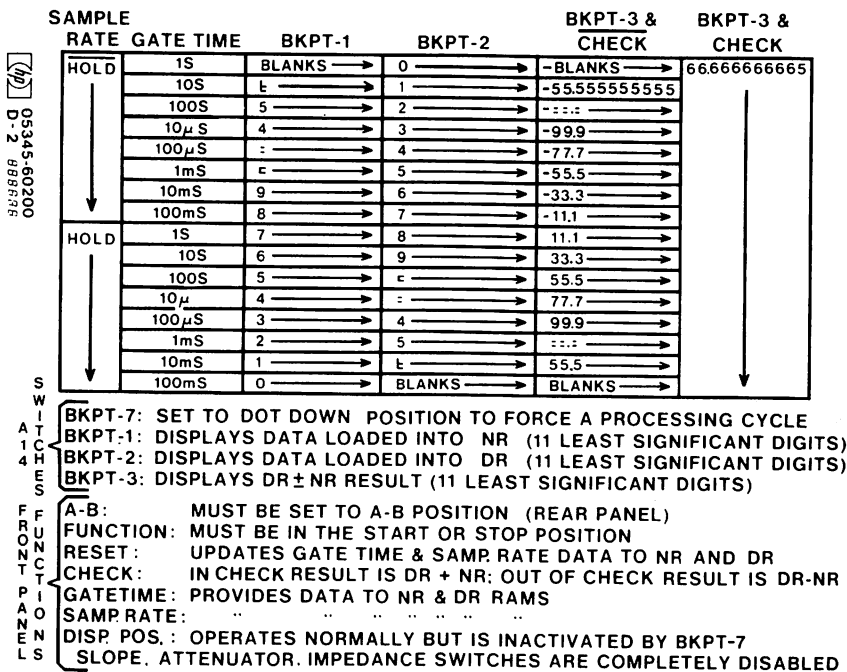 SAMPLE RATE GATE TIME BKPT-1 BKPT-2 BKPT-3 & CHECK BKPT-3 & CHECK
HOLD 1S BLANKS 0 -BLANKS 66.666666665
10S 1 -55.555555555
100S 5 2
10μS 4 3 -99.9
100μS 4 -77.7
1mS 5 -55.5
10mS 9 6 -33.3
100mS 8 7 -11.1
HOLD 1S 7 8 11.1
10S 6 9 33.3
100S 5 55.5
10μ 4 77.7
100μS 3 4 99.9
1mS 2 5
10mS 1 55.5
100mS 0 BLANKS BLANKS
hp 05345-60200
D-2
A14 SWITCHES
BKPT-7: SET TO DOT DOWN POSITION TO FORCE A PROCESSING CYCLE
BKPT-1: DISPLAYS DATA LOADED INTO NR (11 LEAST SIGNIFICANT DIGITS)
BKPT-2: DISPLAYS DATA LOADED INTO DR (11 LEAST SIGNIFICANT DIGITS)
BKPT-3: DISPLAYS DR±NR RESULT (11 LEAST SIGNIFICANT DIGITS)
FRONT PANEL FUNCTIONS
A-B: MUST BE SET TO A-B POSITION (REAR PANEL)
FUNCTION: MUST BE IN THE START OR STOP POSITION
RESET: UPDATES GATE TIME & SAMP. RATE DATA TO NR AND DR
CHECK: IN CHECK RESULT IS DR + NR; OUT OF CHECK RESULT IS DR-NR
GATETIME: PROVIDES DATA TO NR & DR RAMS
SAMP. RATE: " " " " " "
DISP. POS.: OPERATES NORMALLY BUT IS INACTIVATED BY BKPT-7
SLOPE. ATTENUATOR. IMPEDANCE SWITCHES ARE COMPLETELY DISABLED